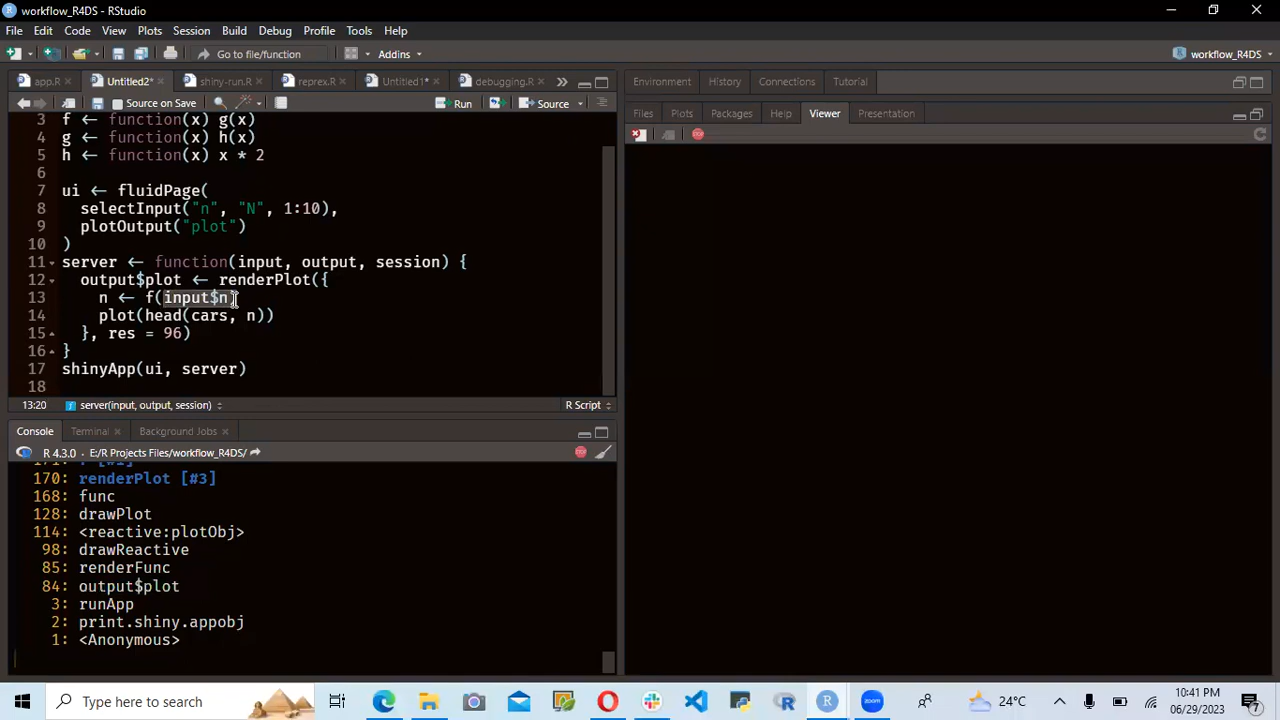 workflow_R4DS - RStudio
File Edit Code View Plots Session Build Debug Profile Tools Help
Go to file/function Addins workflow_R4DS
app.R Untitled2* shiny-run.R reprex.R Untitled1* debugging.R
Source on Save Run Source
3 f ← function(x) g(x)
4 g ← function(x) h(x)
5 h ← function(x) x * 2
6
7 ui ← fluidPage(
8 selectInput("n", "N", 1:10),
9 plotOutput("plot")
10 )
11 server ← function(input, output, session) {
12 output$plot ← renderPlot({
13 n ← f(input$n)
14 plot(head(cars, n))
15 }, res = 96)
16 }
17 shinyApp(ui, server)
18
13:20 server(input, output, session) R Script
Console Terminal Background Jobs
R 4.3.0 · E:/R Projects Files/workflow_R4DS/
170: renderPlot [#3]
168: func
128: drawPlot
114: <reactive:plotObj>
98: drawReactive
85: renderFunc
84: output$plot
3: runApp
2: print.shiny.appobj
1: <Anonymous>
Environment History Connections Tutorial
Files Plots Packages Help Viewer Presentation
Type here to search
zoom
24°C
10:41 PM
06/29/2023
7